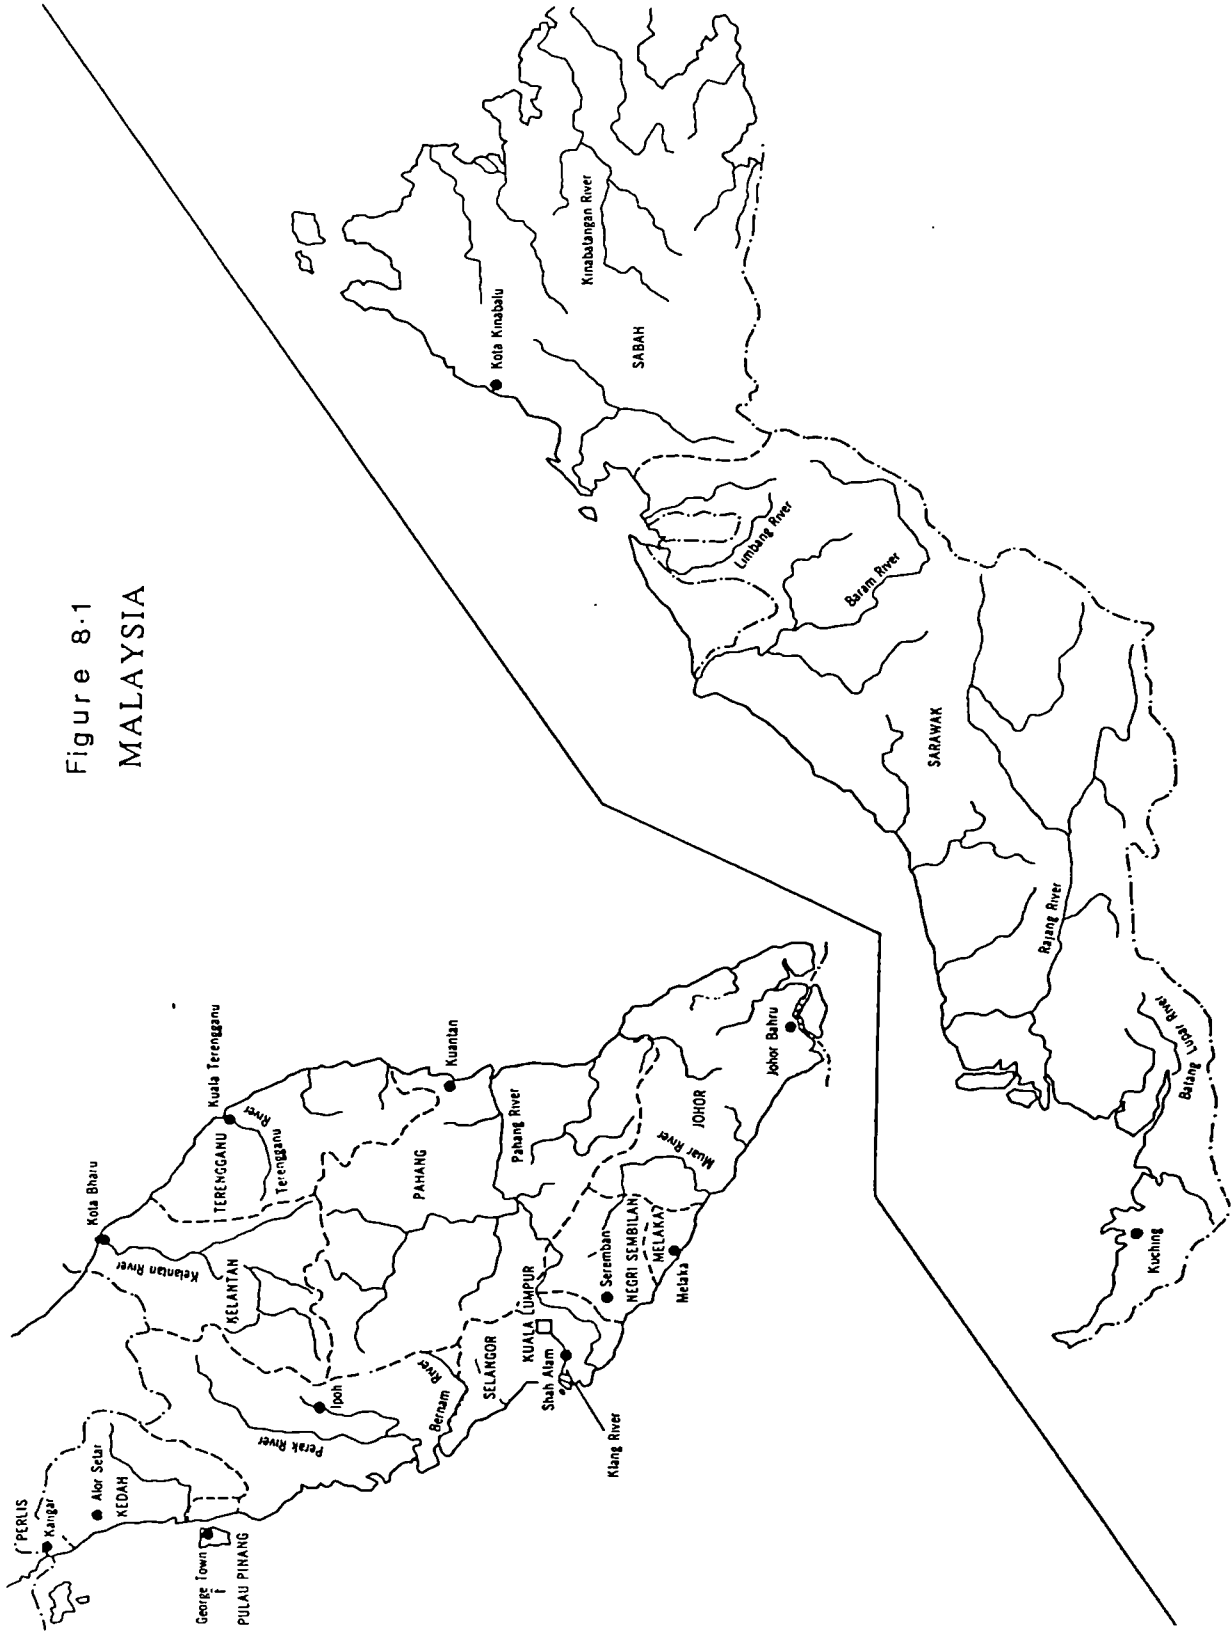 Figure 8·1
MALAYSIA
PERLIS
Kangar
Alor Setar
KEDAH
George Town
PULAU PINANG
Kota Bharu
Kelantan River
KELANTAN
Kuala Terengganu
TERENGGANU
Terengganu River
Perak River
Ipoh
Bernam River
PAHANG
Kuantan
Pahang River
SELANGOR
KUALA LUMPUR
Shah Alam
Klang River
Seremban
NEGRI SEMBILAN
MELAKA
Melaka
Muar River
JOHOR
Johor Bahru
Kota Kinabalu
Kinabatangan River
SABAH
Limbang River
Baram River
SARAWAK
Rajang River
Batang Lupar River
Kuching